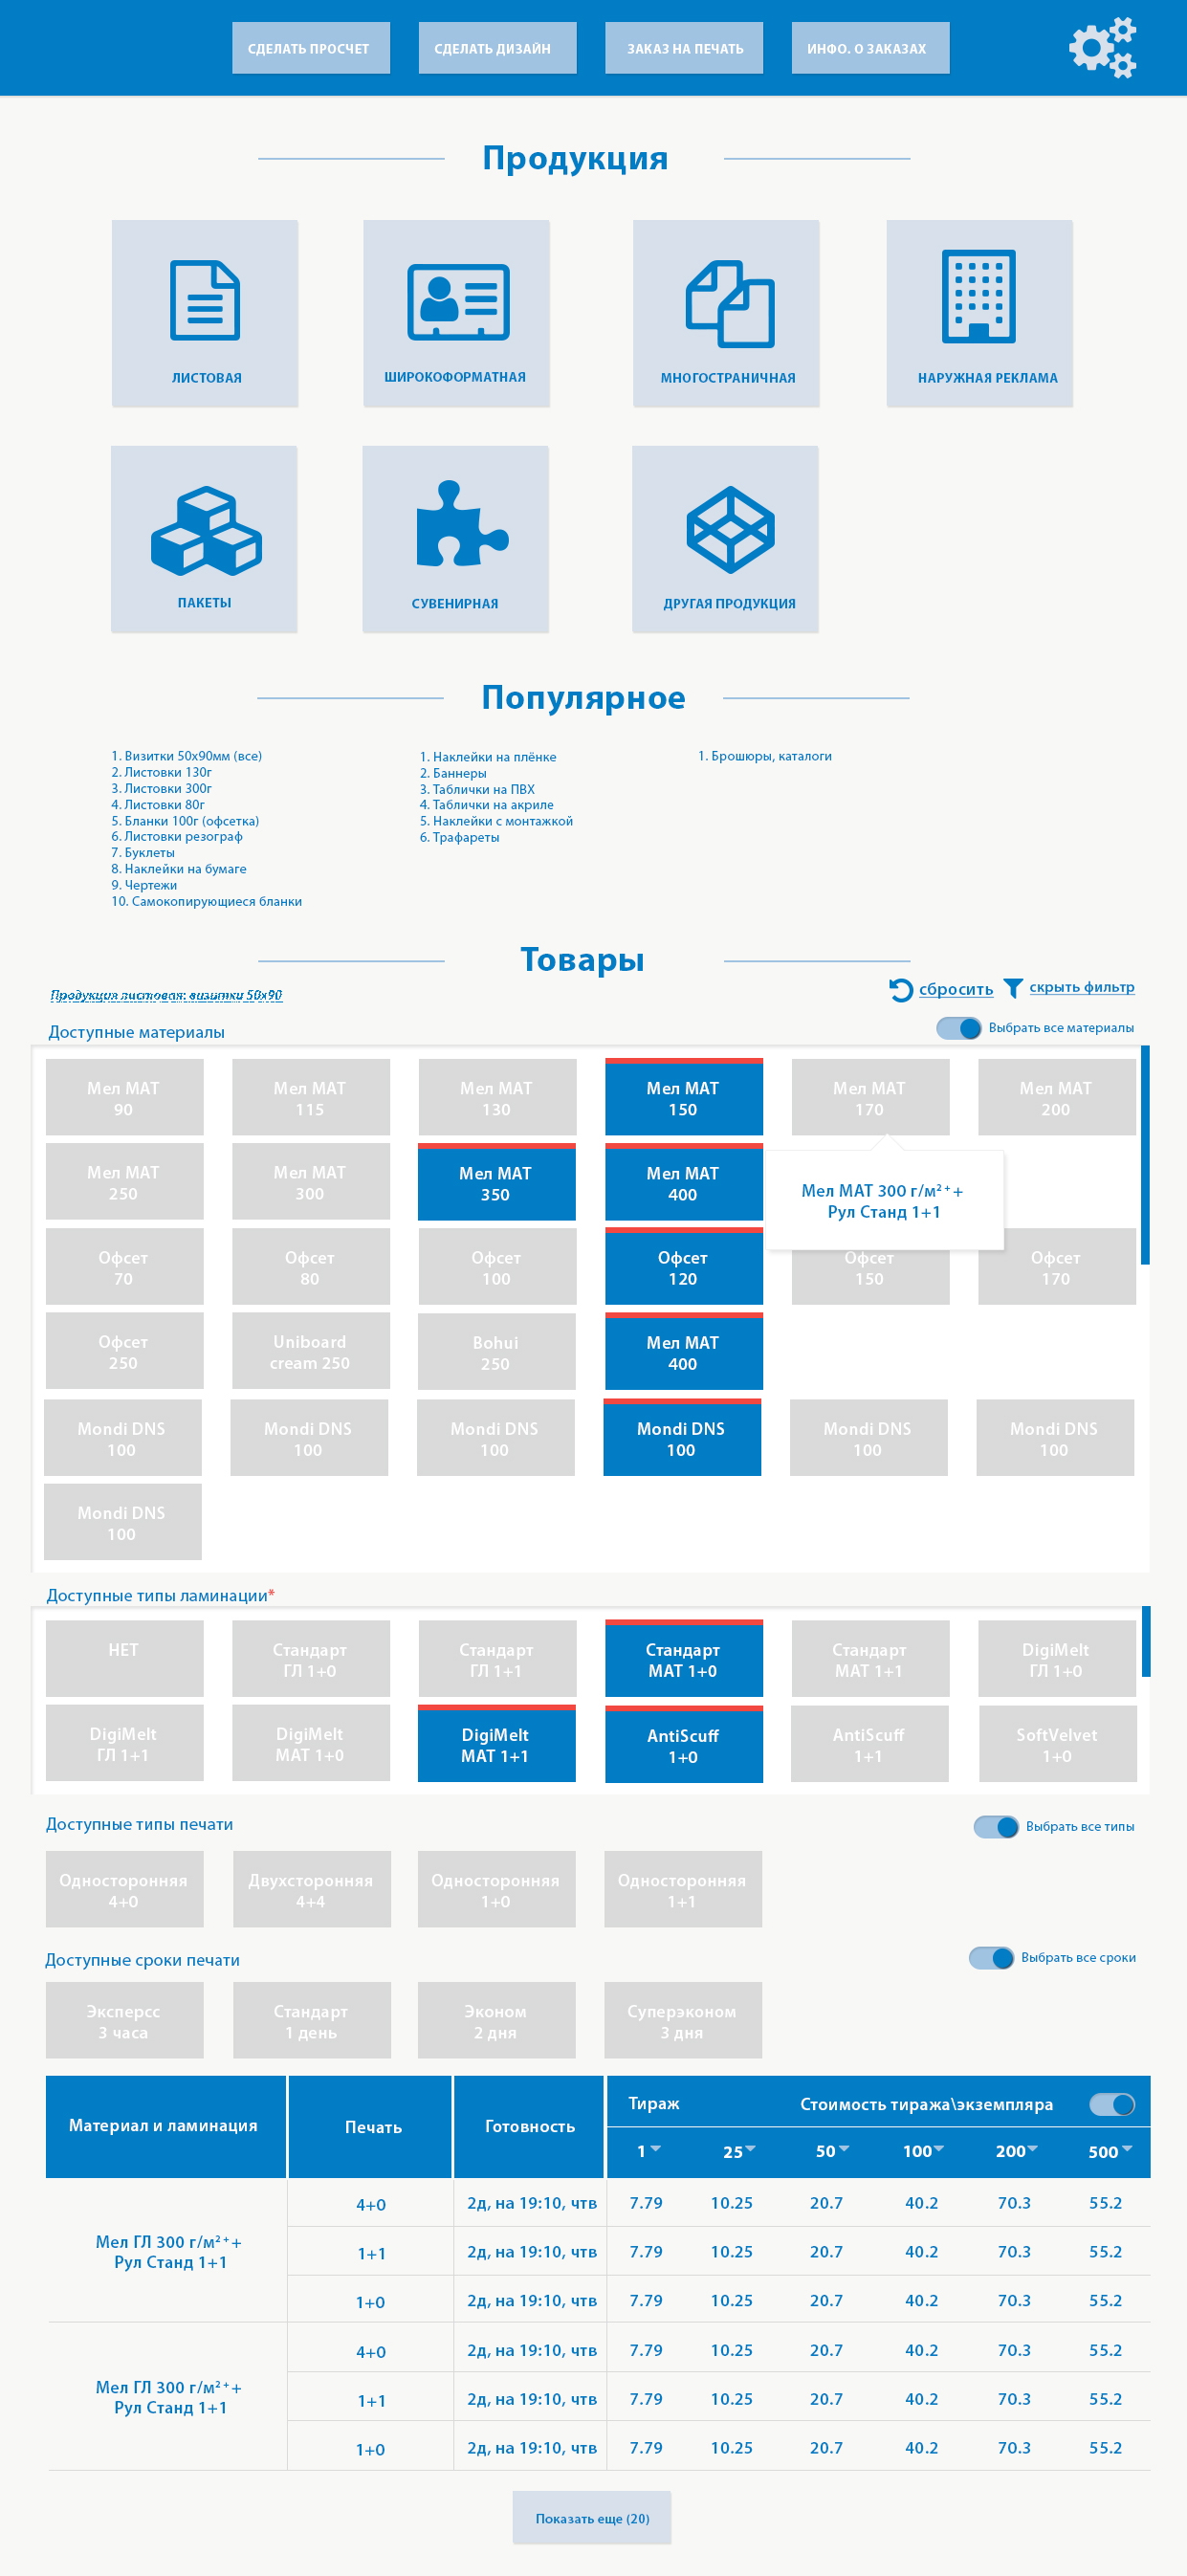 СДЕЛАТЬ ПРОСЧЕТ
СДЕЛАТЬ ДИЗАЙН
ЗАКАЗ НА ПЕЧАТЬ
ИНФО. О ЗАКАЗАХ
Продукция
ЛИСТОВАЯ
ШИРОКОФОРМАТНАЯ
МНОГОСТРАНИЧНАЯ
НАРУЖНАЯ РЕКЛАМА
ПАКЕТЫ
СУВЕНИРНАЯ
ДРУГАЯ ПРОДУКЦИЯ
Популярное
1. Визитки 50х90мм (все)
2. Листовки 130г
3. Листовки 300г
4. Листовки 80г
5. Бланки 100г (офсетка)
6. Листовки резограф
7. Буклеты
8. Наклейки на бумаге
9. Чертежи
10. Самокопирующиеся бланки
1. Наклейки на плёнке
2. Баннеры
3. Таблички на ПВХ
4. Таблички на акриле
5. Наклейки с монтажкой
6. Трафареты
1. Брошюры, каталоги
Товары
Продукция листовая: визитки 50х90
сбросить
скрыть фильтр
Доступные материалы
Выбрать все материалы
Мел МАТ
90
Мел МАТ
115
Мел МАТ
130
Мел МАТ
150
Мел МАТ
170
Мел МАТ
200
Мел МАТ
250
Мел МАТ
300
Мел МАТ
350
Мел МАТ
400
Мел МАТ 300 г/м²⁺+
Рул Станд 1+1
Офсет
70
Офсет
80
Офсет
100
Офсет
120
Офсет
150
Офсет
170
Офсет
250
Uniboard
cream 250
Bohui
250
Мел МАТ
400
Mondi DNS
100
Mondi DNS
100
Mondi DNS
100
Mondi DNS
100
Mondi DNS
100
Mondi DNS
100
Mondi DNS
100
Доступные типы ламинации*
НЕТ
Стандарт
ГЛ 1+0
Стандарт
ГЛ 1+1
Стандарт
МАТ 1+0
Стандарт
МАТ 1+1
DigiMelt
ГЛ 1+0
DigiMelt
ГЛ 1+1
DigiMelt
МАТ 1+0
DigiMelt
МАТ 1+1
AntiScuff
1+0
AntiScuff
1+1
SoftVelvet
1+0
Доступные типы печати
Выбрать все типы
Односторонняя
4+0
Двухсторонняя
4+4
Односторонняя
1+0
Односторонняя
1+1
Доступные сроки печати
Выбрать все сроки
Эксперсс
3 часа
Стандарт
1 день
Эконом
2 дня
Суперэконом
3 дня
Материал и ламинация
Печать
Готовность
Тираж
Стоимость тиража\экземпляра
1 25 50 100 200 500
Мел ГЛ 300 г/м²⁺+
Рул Станд 1+1
4+0 2д, на 19:10, чтв 7.79 10.25 20.7 40.2 70.3 55.2
1+1 2д, на 19:10, чтв 7.79 10.25 20.7 40.2 70.3 55.2
1+0 2д, на 19:10, чтв 7.79 10.25 20.7 40.2 70.3 55.2
Мел ГЛ 300 г/м²⁺+
Рул Станд 1+1
4+0 2д, на 19:10, чтв 7.79 10.25 20.7 40.2 70.3 55.2
1+1 2д, на 19:10, чтв 7.79 10.25 20.7 40.2 70.3 55.2
1+0 2д, на 19:10, чтв 7.79 10.25 20.7 40.2 70.3 55.2
Показать еще (20)